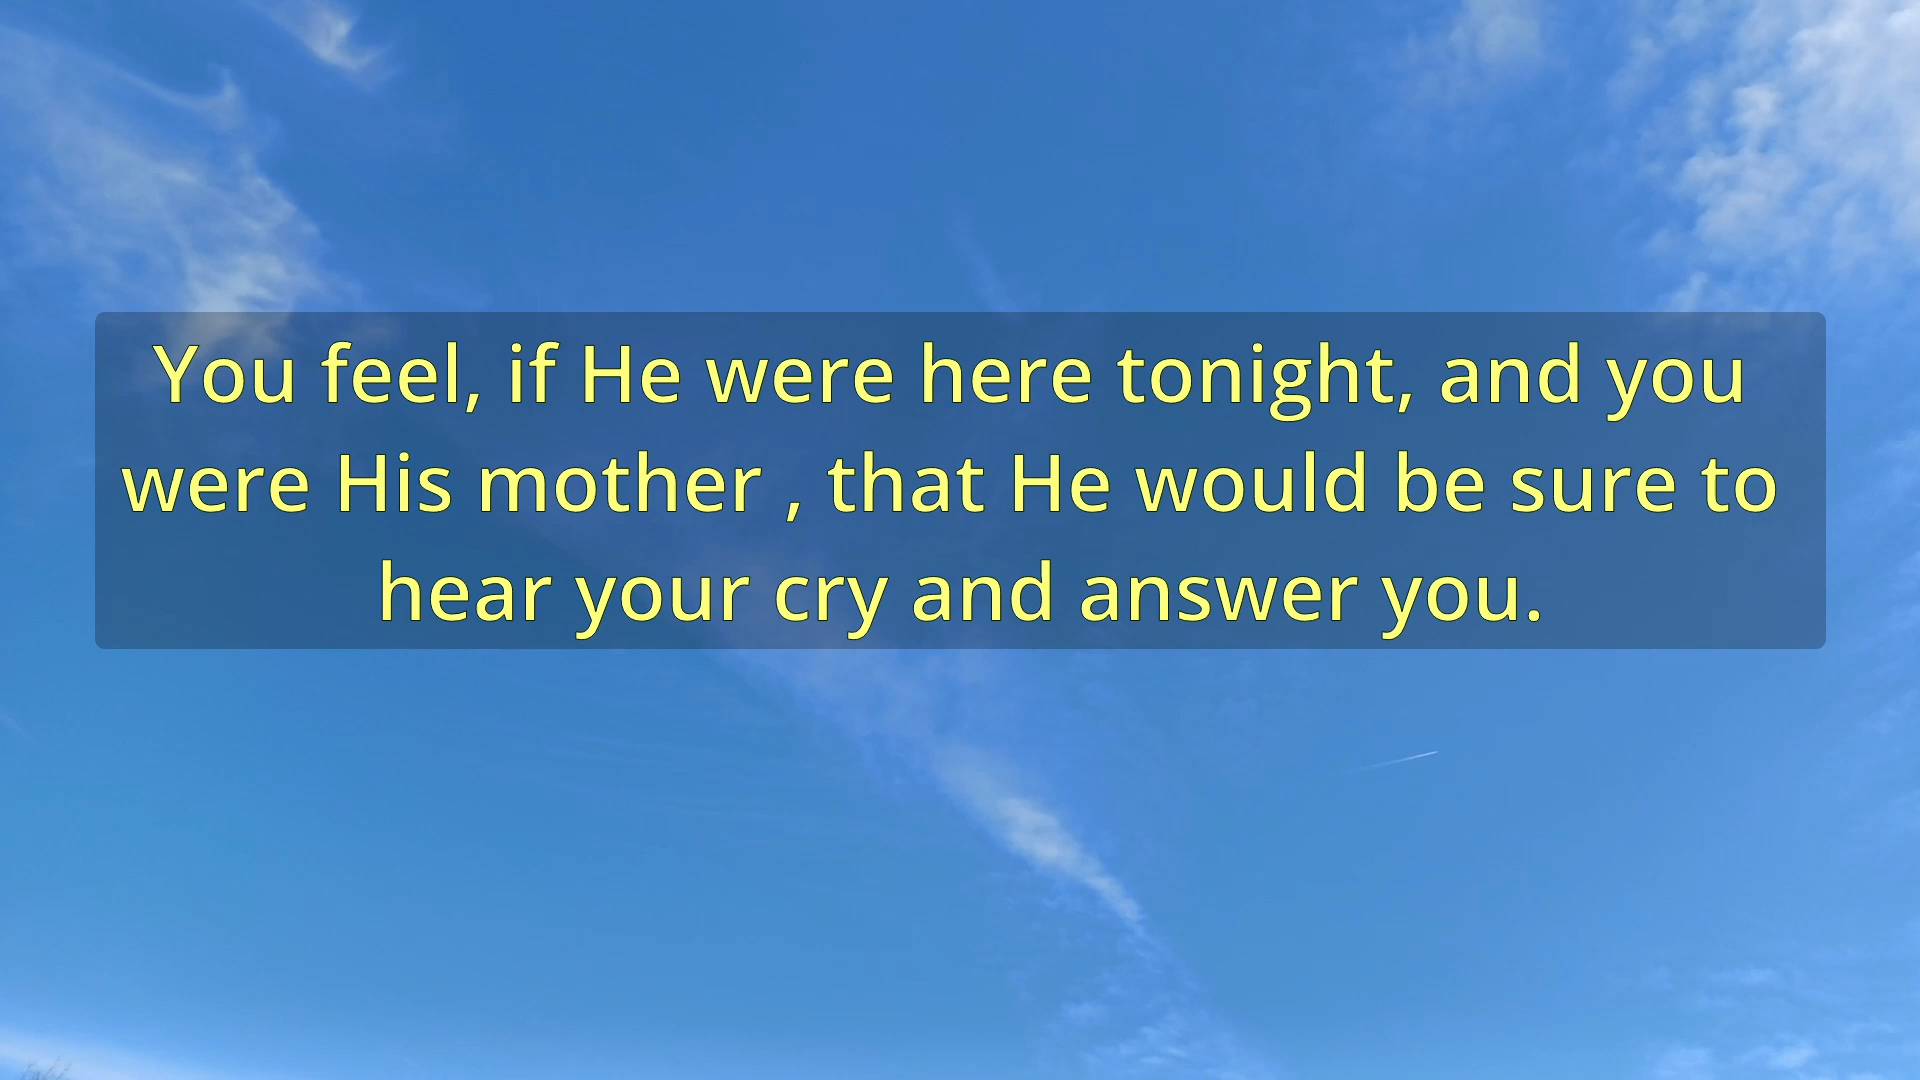 You feel, if He were here tonight, and you
were His mother , that He would be sure to
hear your cry and answer you.